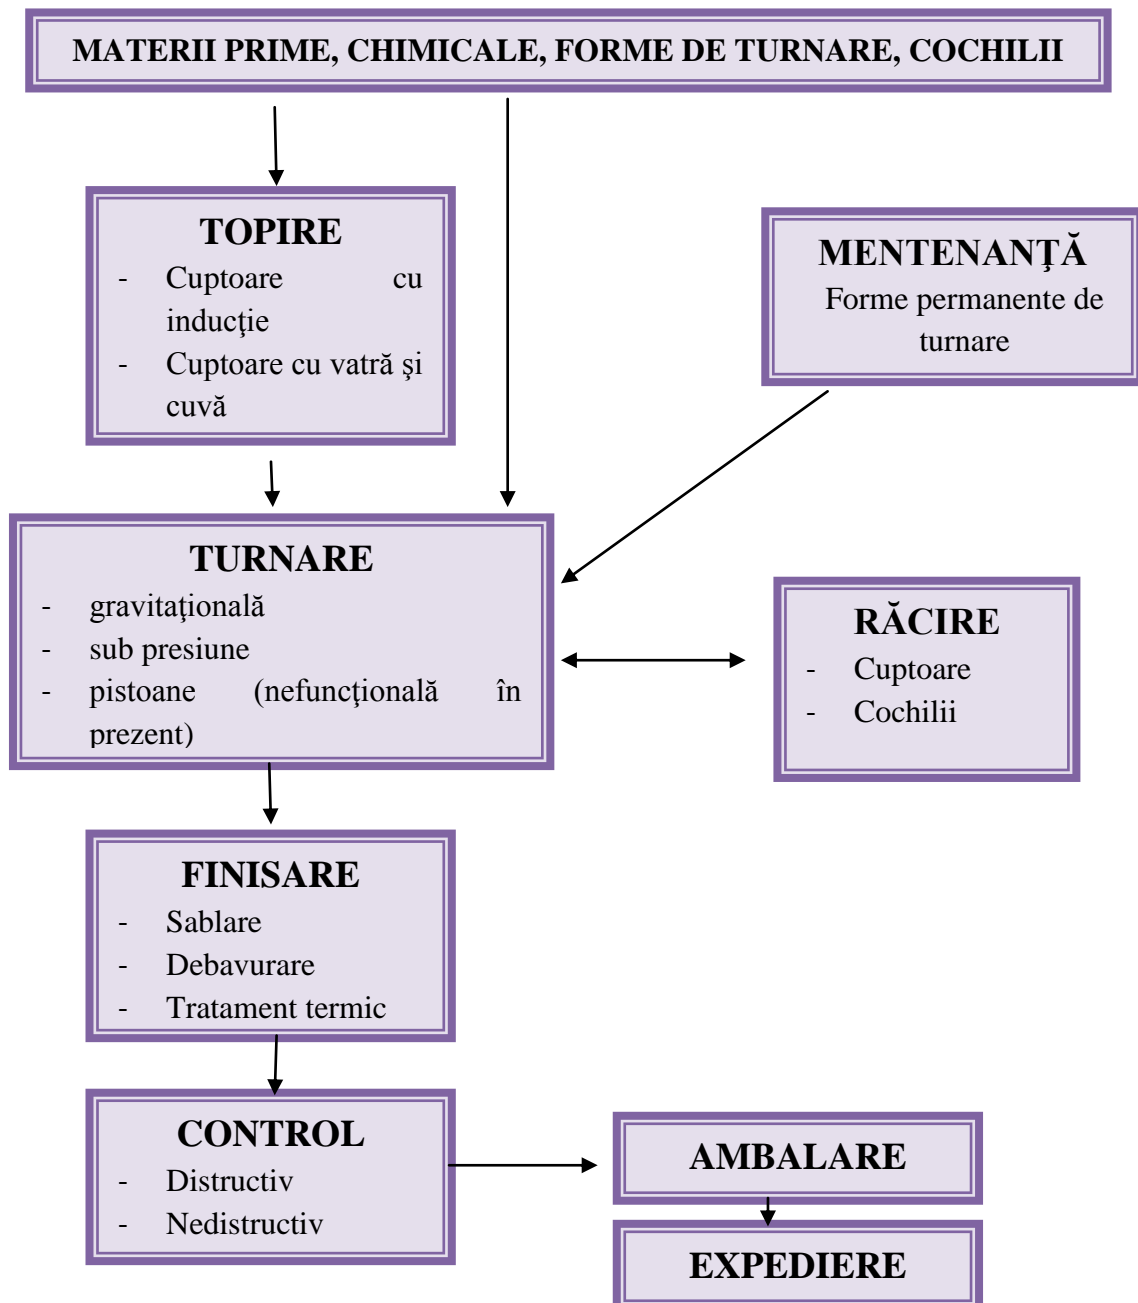 MATERII PRIME, CHIMICALE, FORME DE TURNARE, COCHILII
TOPIRE
- Cuptoare cu
inducţie
- Cuptoare cu vatră şi
cuvă
MENTENANŢĂ
Forme permanente de
turnare
TURNARE
- gravitaţională
- sub presiune
- pistoane (nefuncţională în
prezent)
RĂCIRE
- Cuptoare
- Cochilii
FINISARE
- Sablare
- Debavurare
- Tratament termic
CONTROL
- Distructiv
- Nedistructiv
AMBALARE
EXPEDIERE